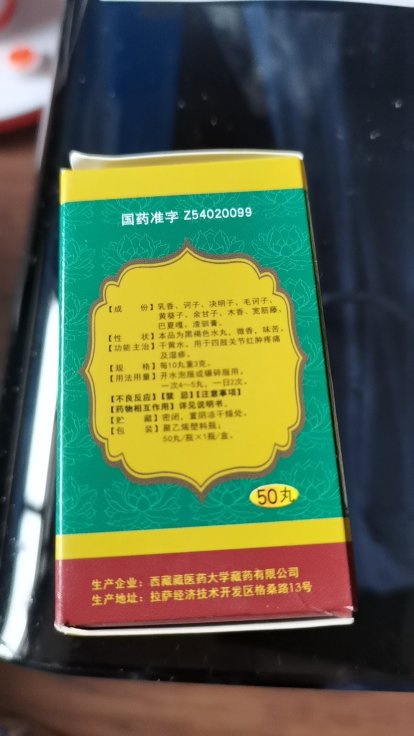 国药准字 Z54020099
【成　份】 乳香、诃子、决明子、毛诃子、
黄葵子、余甘子、木香、宽筋藤、
巴夏嘎、渣驯膏。
【性　状】 本品为黑褐色水丸，微香，味苦。
【功能主治】 干黄水。用于四肢关节红肿疼痛
及湿疹。
【规　格】 每10丸重3克。
【用法用量】 开水泡服或碾碎服用。
一次4~5丸，一日2次。
【不良反应】【禁　忌】【注意事项】
【药物相互作用】 详见说明书。
【贮　藏】 密闭，置阴凉干燥处。
【包　装】 聚乙烯塑料瓶；
50丸/瓶×1瓶/盒。
50丸
生产企业：西藏藏医药大学藏药有限公司
生产地址：拉萨经济技术开发区格桑路13号